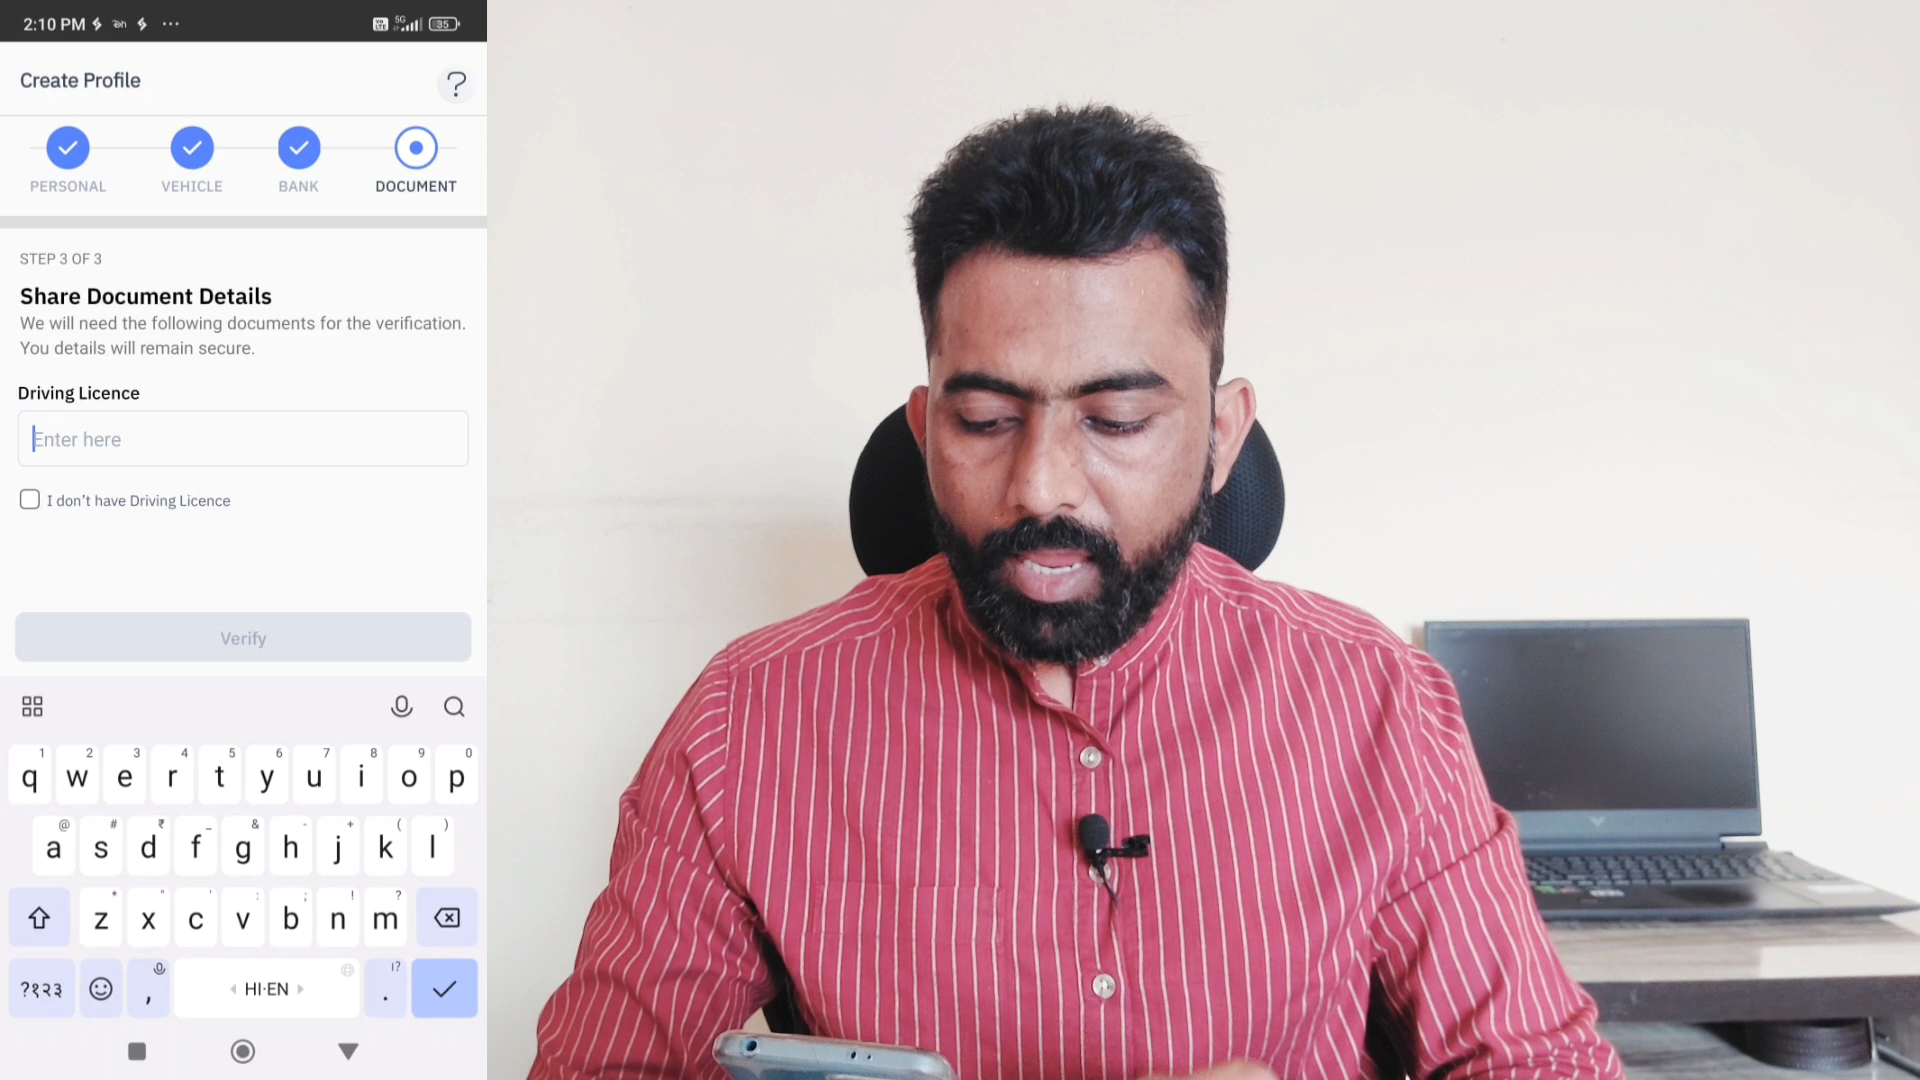 2:10 PM
5G
35
Create Profile
?
PERSONAL VEHICLE BANK DOCUMENT
STEP 3 OF 3
Share Document Details
We will need the following documents for the verification.
You details will remain secure.
Driving Licence
Enter here
I don't have Driving Licence
Verify
1 2 3 4 5 6 7 8 9 0
q w e r t y u i o p
@ # ₹ _ & - + ( )
a s d f g h j k l
* " ' : ; ! ?
z x c v b n m
!?
?१२३ , HI·EN .